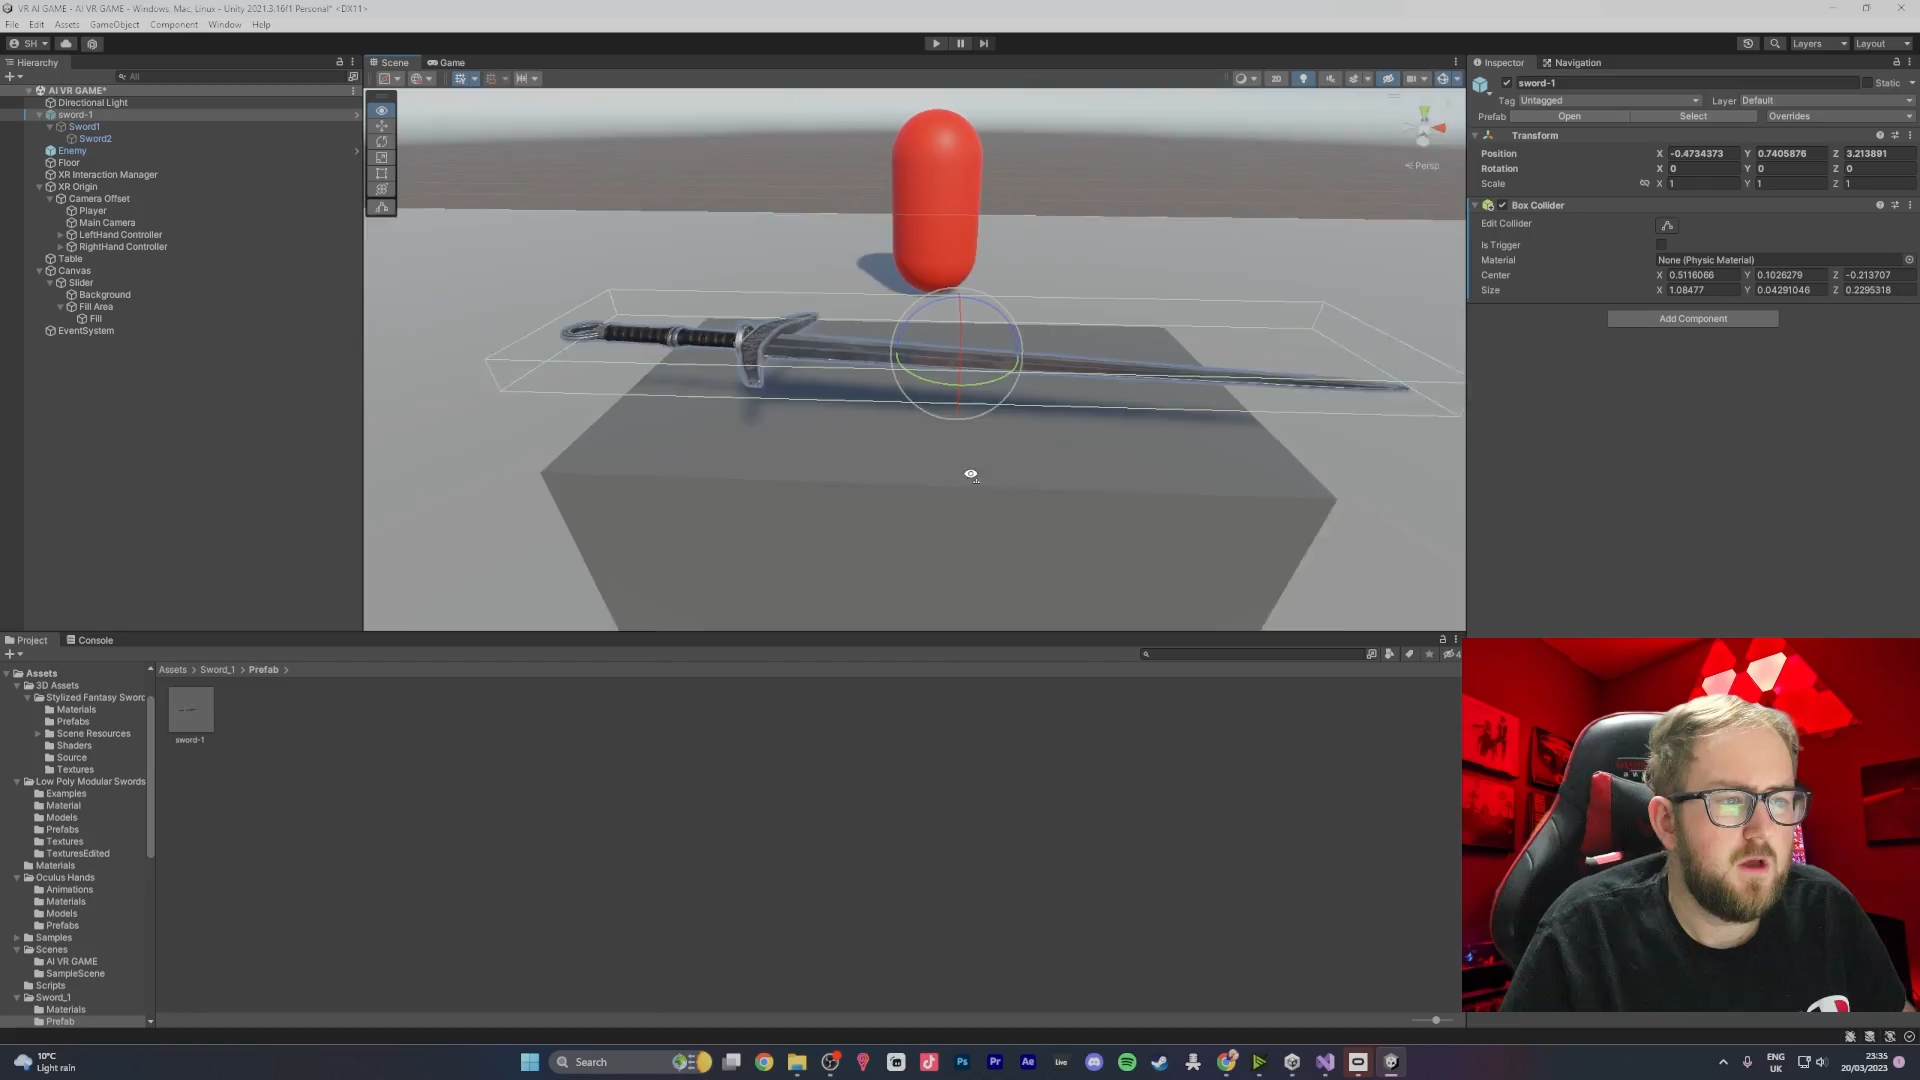 VR AI GAME - AI VR GAME - Windows, Mac, Linux - Unity 2021.3.16f1 Personal* <DX11>
File Edit Assets GameObject Component Window Help
SH
Layers Layout
Hierarchy
All
AI VR GAME*
Directional Light
sword-1
Sword1
Sword2
Enemy
Floor
XR Interaction Manager
XR Origin
Camera Offset
Player
Main Camera
LeftHand Controller
RightHand Controller
Table
Canvas
Slider
Background
Fill Area
Fill
EventSystem
Scene Game
2D
Persp
Inspector Navigation
sword-1 Static
Tag Untagged Layer Default
Prefab Open Select Overrides
Transform
Position X -0.4734373 Y 0.7405876 Z 3.213891
Rotation X 0 Y 0 Z 0
Scale X 1 Y 1 Z 1
Box Collider
Edit Collider
Is Trigger
Material None (Physic Material)
Center X 0.5116066 Y 0.1026279 Z -0.213707
Size X 1.08477 Y 0.04291046 Z 0.2295318
Add Component
Project Console
Assets
3D Assets
Stylized Fantasy Sword
Materials
Prefabs
Scene Resources
Shaders
Source
Textures
Low Poly Modular Swords
Examples
Material
Models
Prefabs
Textures
TexturesEdited
Materials
Oculus Hands
Animations
Materials
Models
Prefabs
Samples
Scenes
AI VR GAME
SampleScene
Scripts
Sword_1
Materials
Prefab
Assets > Sword_1 > Prefab >
sword-1
10°C
Light rain
Search
Ps Pr Ae Live
ENG
UK
23:35
20/03/2023